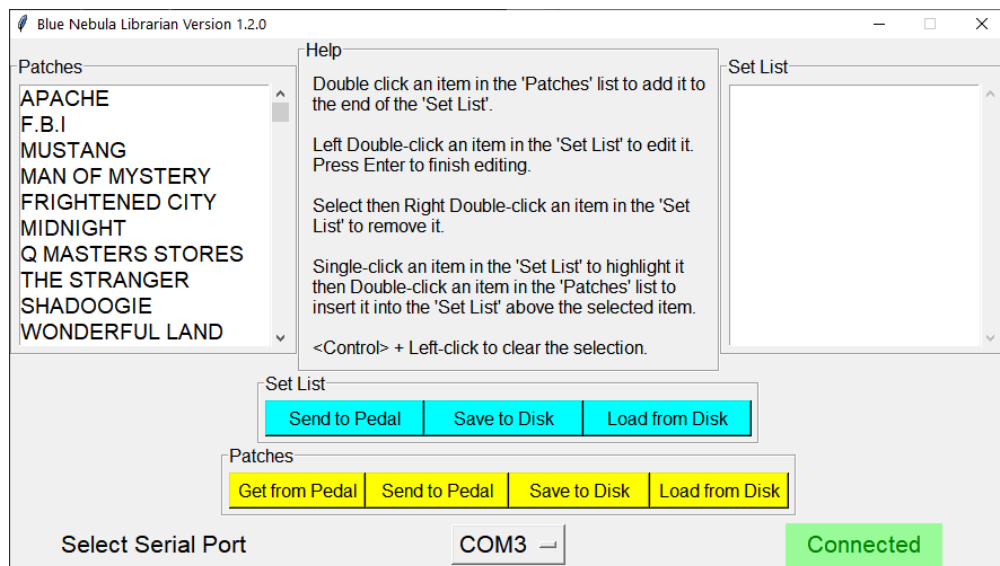 Blue Nebula Librarian Version 1.2.0
Patches
APACHE
F.B.I
MUSTANG
MAN OF MYSTERY
FRIGHTENED CITY
MIDNIGHT
Q MASTERS STORES
THE STRANGER
SHADOOGIE
WONDERFUL LAND
Help
Double click an item in the 'Patches' list to add it to
the end of the 'Set List'.
Left Double-click an item in the 'Set List' to edit it.
Press Enter to finish editing.
Select then Right Double-click an item in the 'Set
List' to remove it.
Single-click an item in the 'Set List' to highlight it
then Double-click an item in the 'Patches' list to
insert it into the 'Set List' above the selected item.
<Control> + Left-click to clear the selection.
Set List
Set List
Send to Pedal Save to Disk Load from Disk
Patches
Get from Pedal Send to Pedal Save to Disk Load from Disk
Select Serial Port COM3 Connected